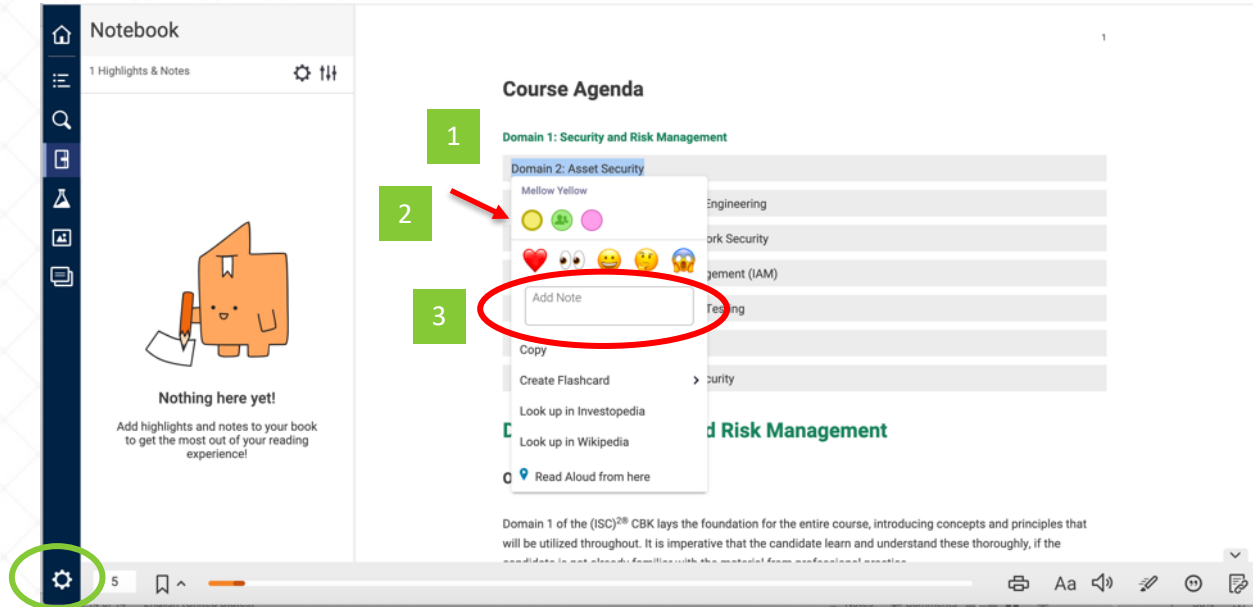 Notebook
1 Highlights & Notes
Nothing here yet!
Add highlights and notes to your book
to get the most out of your reading
experience!
1
Course Agenda
1
Domain 1: Security and Risk Management
Domain 2: Asset Security
Mellow Yellow
2
Engineering
ork Security
gement (IAM)
3
Add Note
Testing
Copy
Create Flashcard
curity
Look up in Investopedia
Look up in Wikipedia
d Risk Management
Read Aloud from here
Domain 1 of the (ISC)²® CBK lays the foundation for the entire course, introducing concepts and principles that
will be utilized throughout. It is imperative that the candidate learn and understand these thoroughly, if the
5
Aa